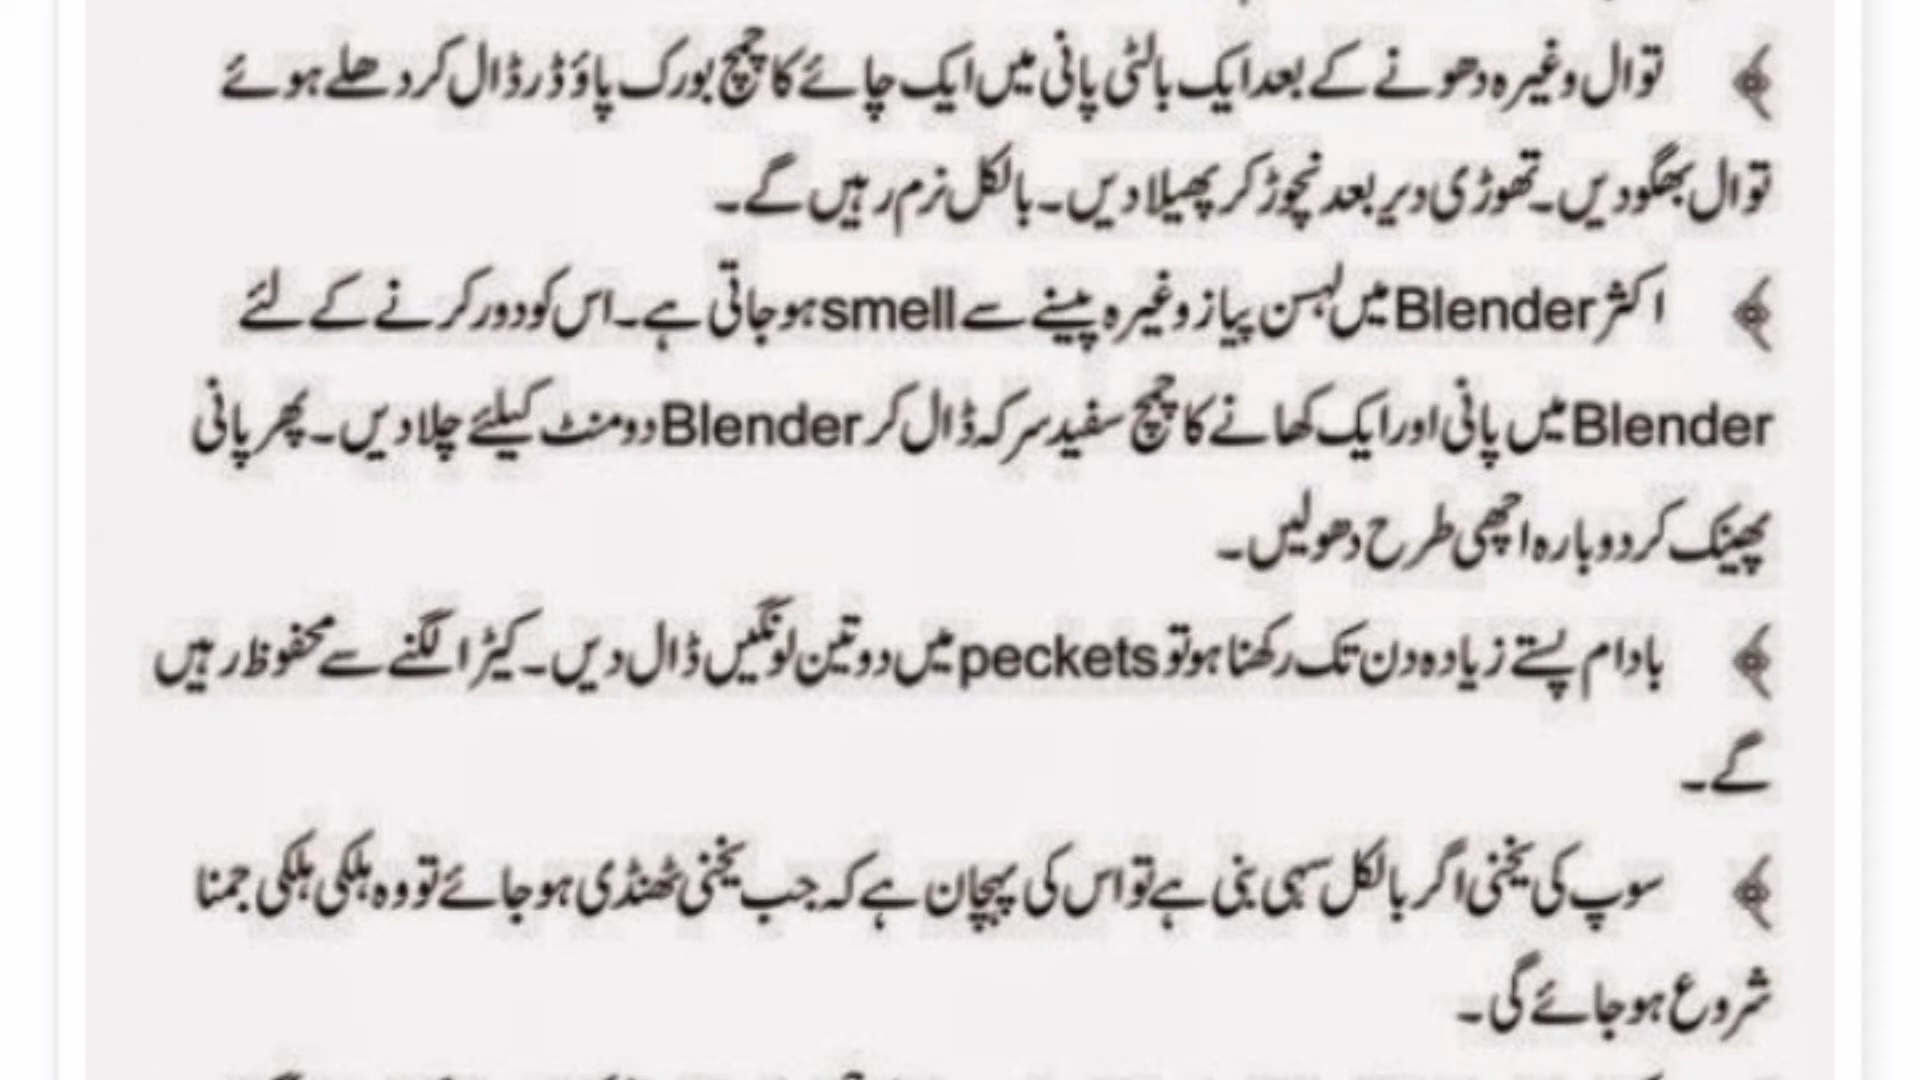 توال وغیرہ دھونے کے بعد ایک بالٹی پانی میں ایک چائے کا چمچ بورک پاؤڈر ڈال کر دھلے ہوئے
توال بھگو دیں۔ تھوڑی دیر بعد نچوڑ کر پھیلا دیں۔ بالکل نرم رہیں گے۔
اکثر Blender میں لہسن پیاز وغیرہ پیسنے سے smell ہو جاتی ہے۔ اس کو دور کرنے کے لئے
Blender میں پانی اور ایک کھانے کا چمچ سفید سرکہ ڈال کر Blender دو منٹ کیلئے چلا دیں۔ پھر پانی
پھینک کر دوبارہ اچھی طرح دھولیں۔
بادام پستے زیادہ دن تک رکھنا ہو تو peckets میں دو تین لونگیں ڈال دیں۔ کیڑا لگنے سے محفوظ رہیں
گے۔
سوپ کی یخنی اگر بالکل سہی بنی ہے تو اس کی پہچان ہے کہ جب یخنی ٹھنڈی ہو جائے تو وہ ہلکی ہلکی جمنا
شروع ہو جائے گی۔